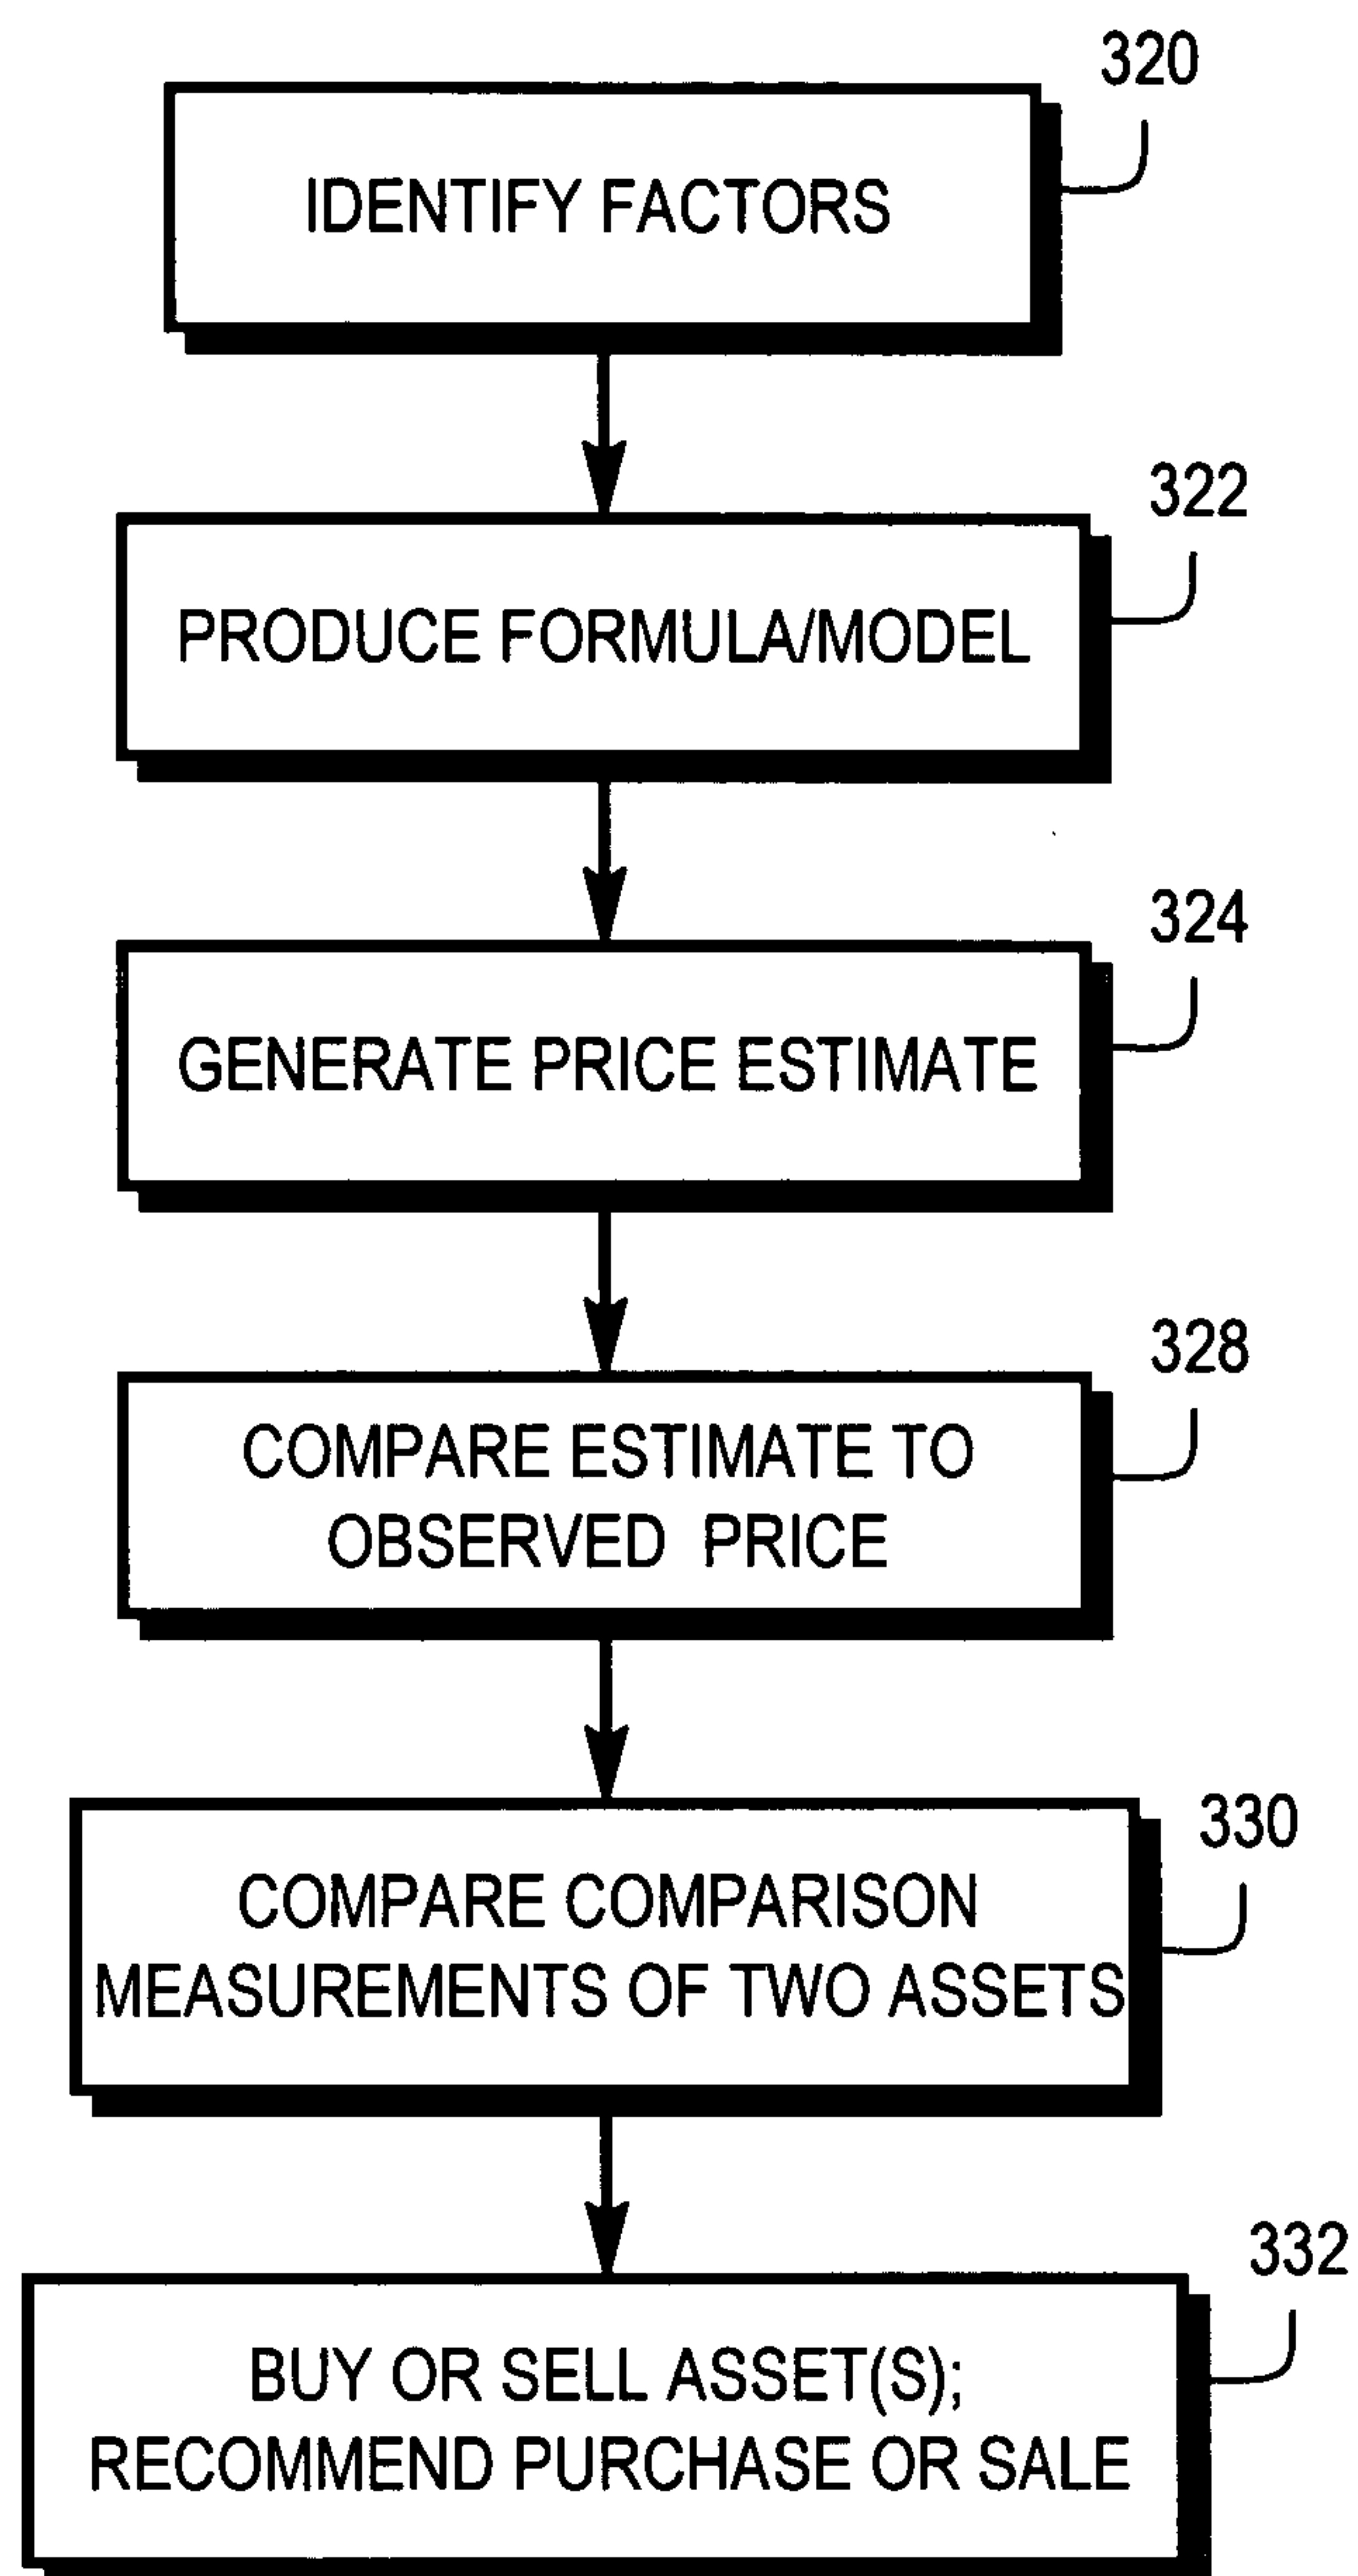 320
IDENTIFY FACTORS
322
PRODUCE FORMULA/MODEL
324
GENERATE PRICE ESTIMATE
328
COMPARE ESTIMATE TO
OBSERVED PRICE
330
COMPARE COMPARISON
MEASUREMENTS OF TWO ASSETS
332
BUY OR SELL ASSET(S);
RECOMMEND PURCHASE OR SALE